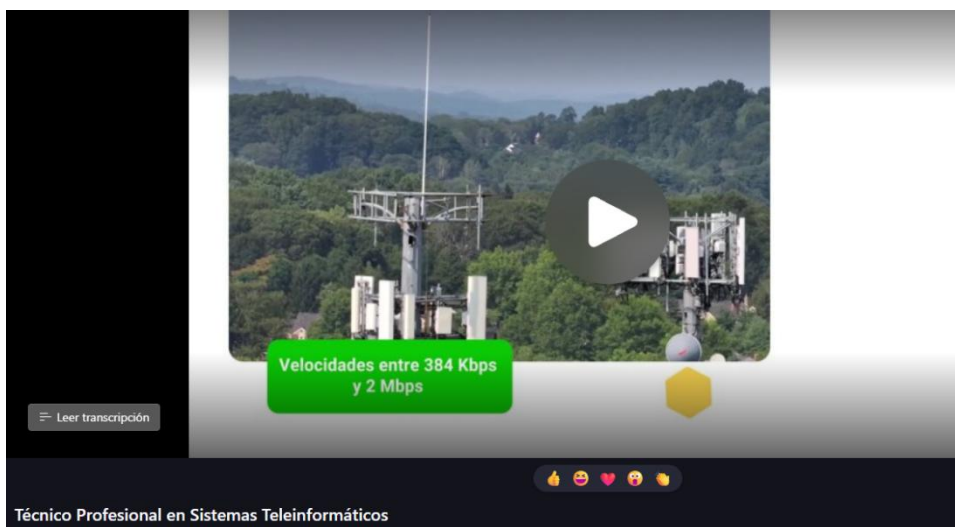 Velocidades entre 384 Kbps
y 2 Mbps
Leer transcripción
Técnico Profesional en Sistemas Teleinformáticos